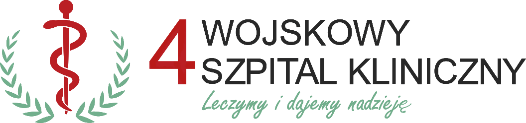 4 WOJSKOWY
SZPITAL KLINICZNY
Leczymy i dajemy nadzieję